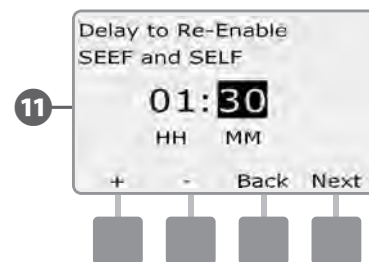 Delay to Re-Enable
SEEF and SELF
11
01:30
HH MM
+ - Back Next